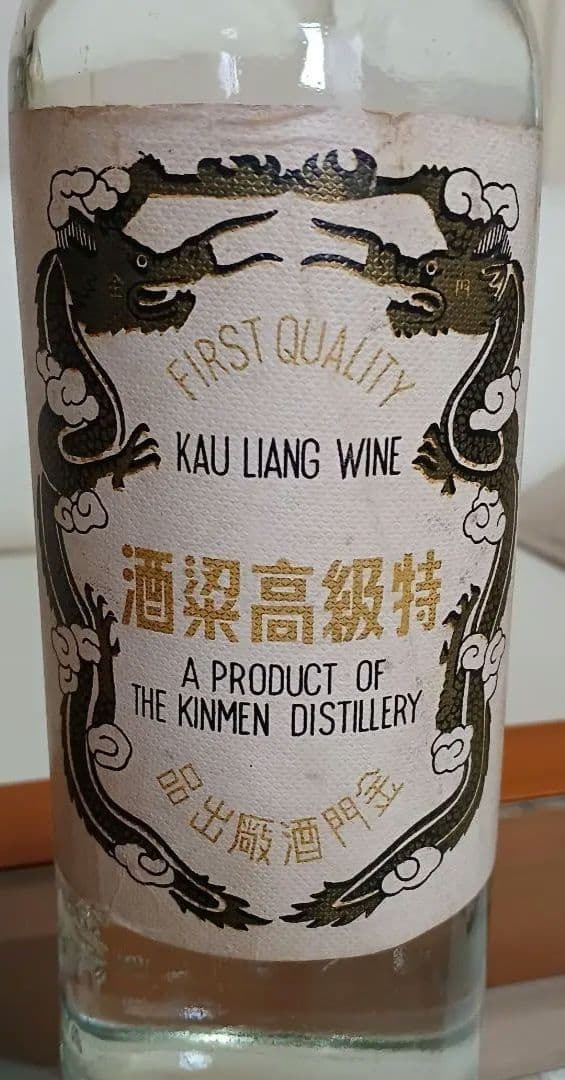 FIRST QUALITY
KAU LIANG WINE
特級高梁酒
A PRODUCT OF
THE KINMEN DISTILLERY
金門酒廠出品